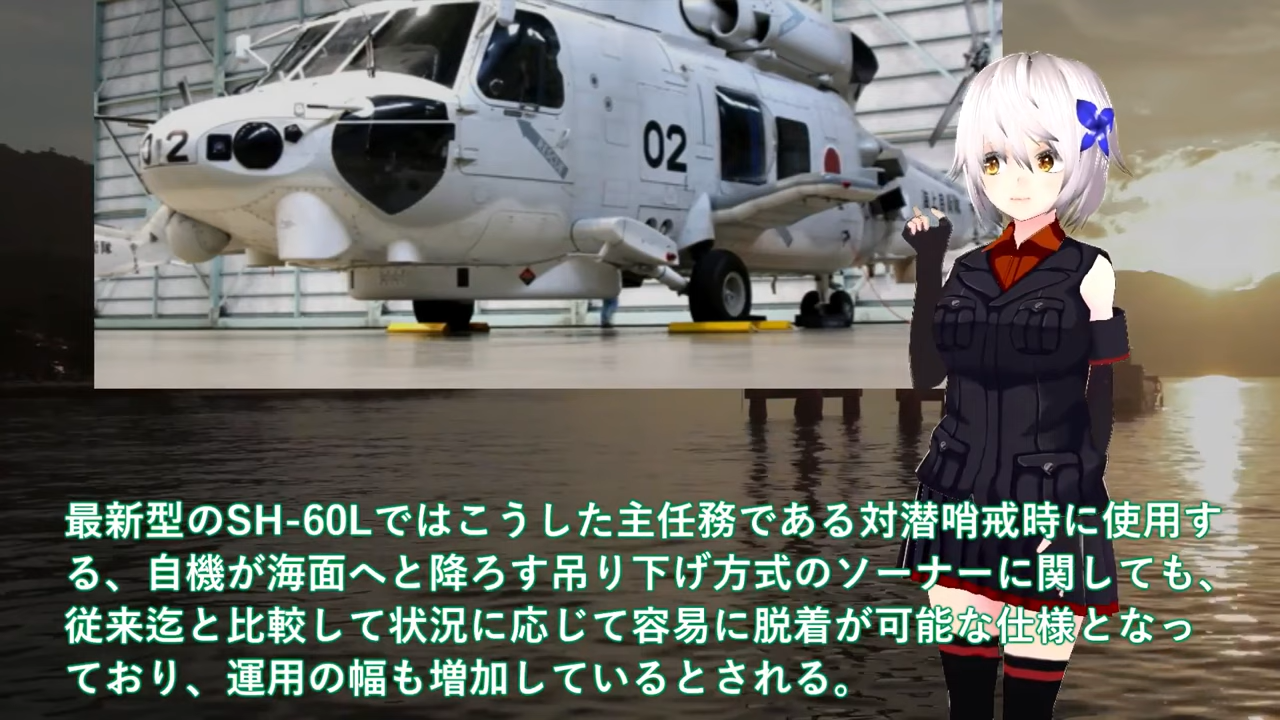 12
02
隊
最新型のSH-60Lではこうした主任務である対潜哨戒時に使用す
る、自機が海面へと降ろす吊り下げ方式のソーナーに関しても、
従来迄と比較して状況に応じて容易に脱着が可能な仕様となっ
ており、運用の幅も増加しているとされる。